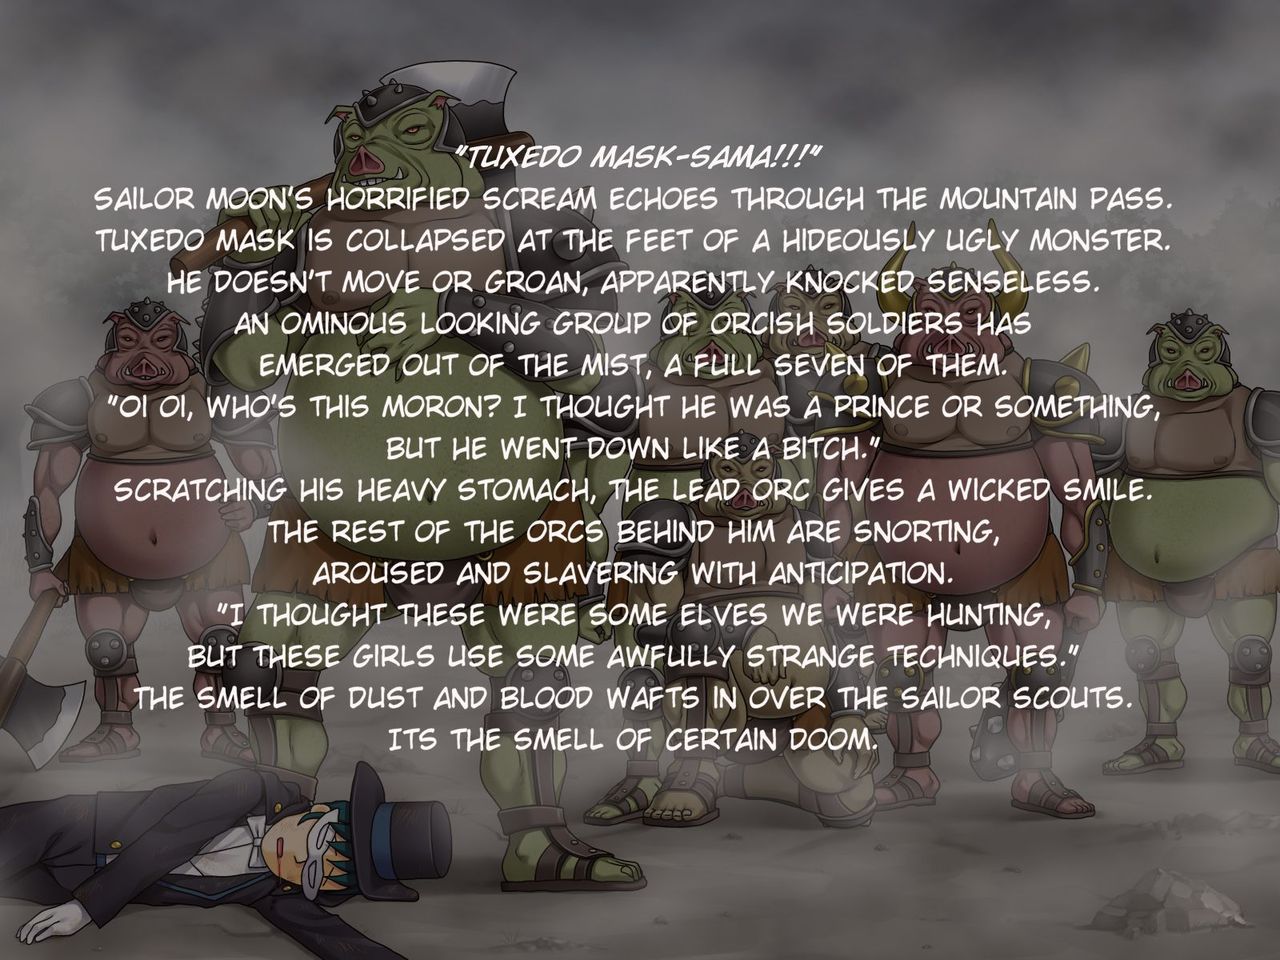 "TUXEDO MASK-SAMA!!!"
SAILOR MOON'S HORRIFIED SCREAM ECHOES THROUGH THE MOUNTAIN PASS.
TUXEDO MASK IS COLLAPSED AT THE FEET OF A HIDEOUSLY UGLY MONSTER.
HE DOESN'T MOVE OR GROAN, APPARENTLY KNOCKED SENSELESS.
AN OMINOUS LOOKING GROUP OF ORCISH SOLDIERS HAS
EMERGED OUT OF THE MIST, A FULL SEVEN OF THEM.
"OI OI, WHO'S THIS MORON? I THOUGHT HE WAS A PRINCE OR SOMETHING,
BUT HE WENT DOWN LIKE A BITCH."
SCRATCHING HIS HEAVY STOMACH, THE LEAD ORC GIVES A WICKED SMILE.
THE REST OF THE ORCS BEHIND HIM ARE SNORTING,
AROUSED AND SLAVERING WITH ANTICIPATION.
"I THOUGHT THESE WERE SOME ELVES WE WERE HUNTING,
BUT THESE GIRLS USE SOME AWFULLY STRANGE TECHNIQUES."
THE SMELL OF DUST AND BLOOD WAFTS IN OVER THE SAILOR SCOUTS.
ITS THE SMELL OF CERTAIN DOOM.